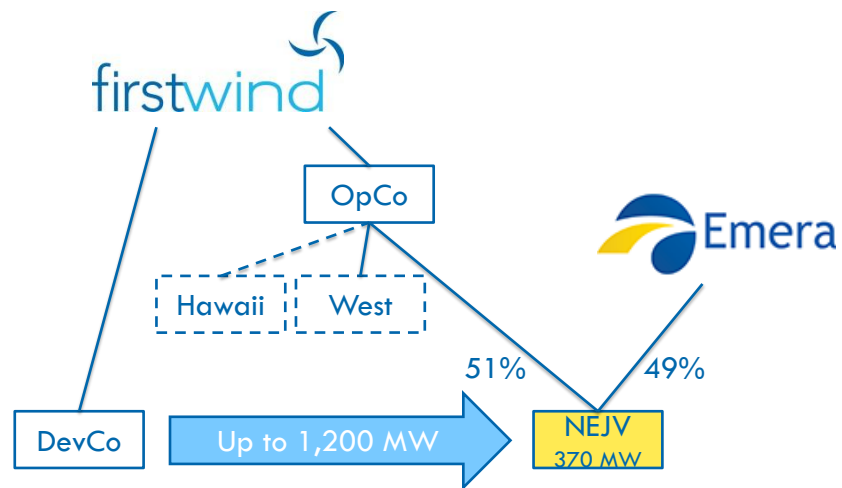 firstwind
OpCo
Emera
Hawaii
West
51%
49%
DevCo
Up to 1,200 MW
NEJV
370 MW